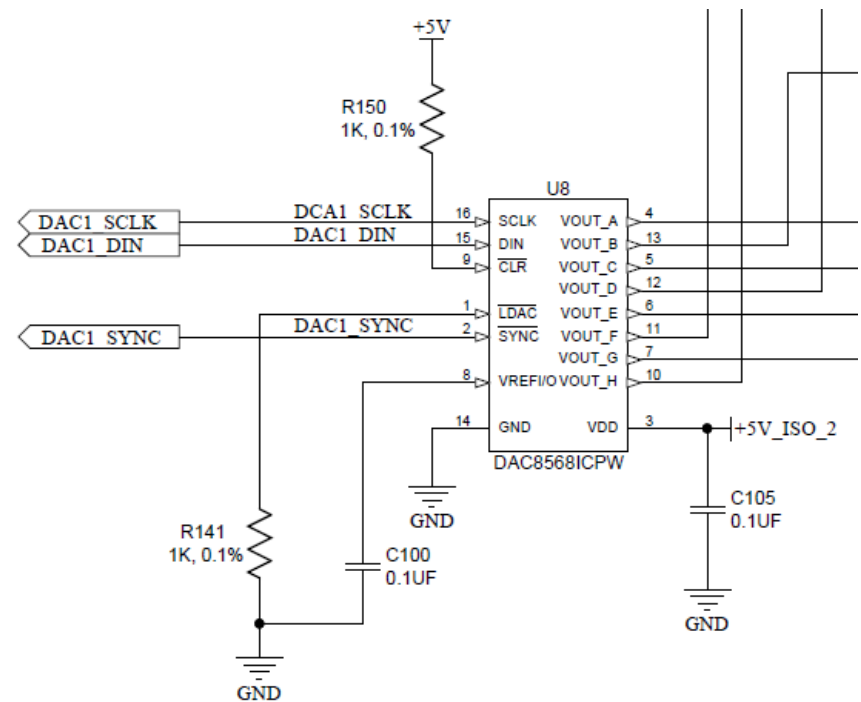 +5V
R150
1K, 0.1%
U8
DAC1_SCLK
DCA1_SCLK
16 SCLK VOUT_A 4
DAC1_DIN
DAC1_DIN
15 DIN VOUT_B 13
9 CLR VOUT_C 5
VOUT_D 12
1 LDAC VOUT_E 6
DAC1_SYNC
DAC1_SYNC
2 SYNC VOUT_F 11
VOUT_G 7
8 VREFI/O VOUT_H 10
14 GND VDD 3
+5V_ISO_2
DAC8568ICPW
GND
C105
0.1UF
R141
1K, 0.1%
C100
0.1UF
GND
GND